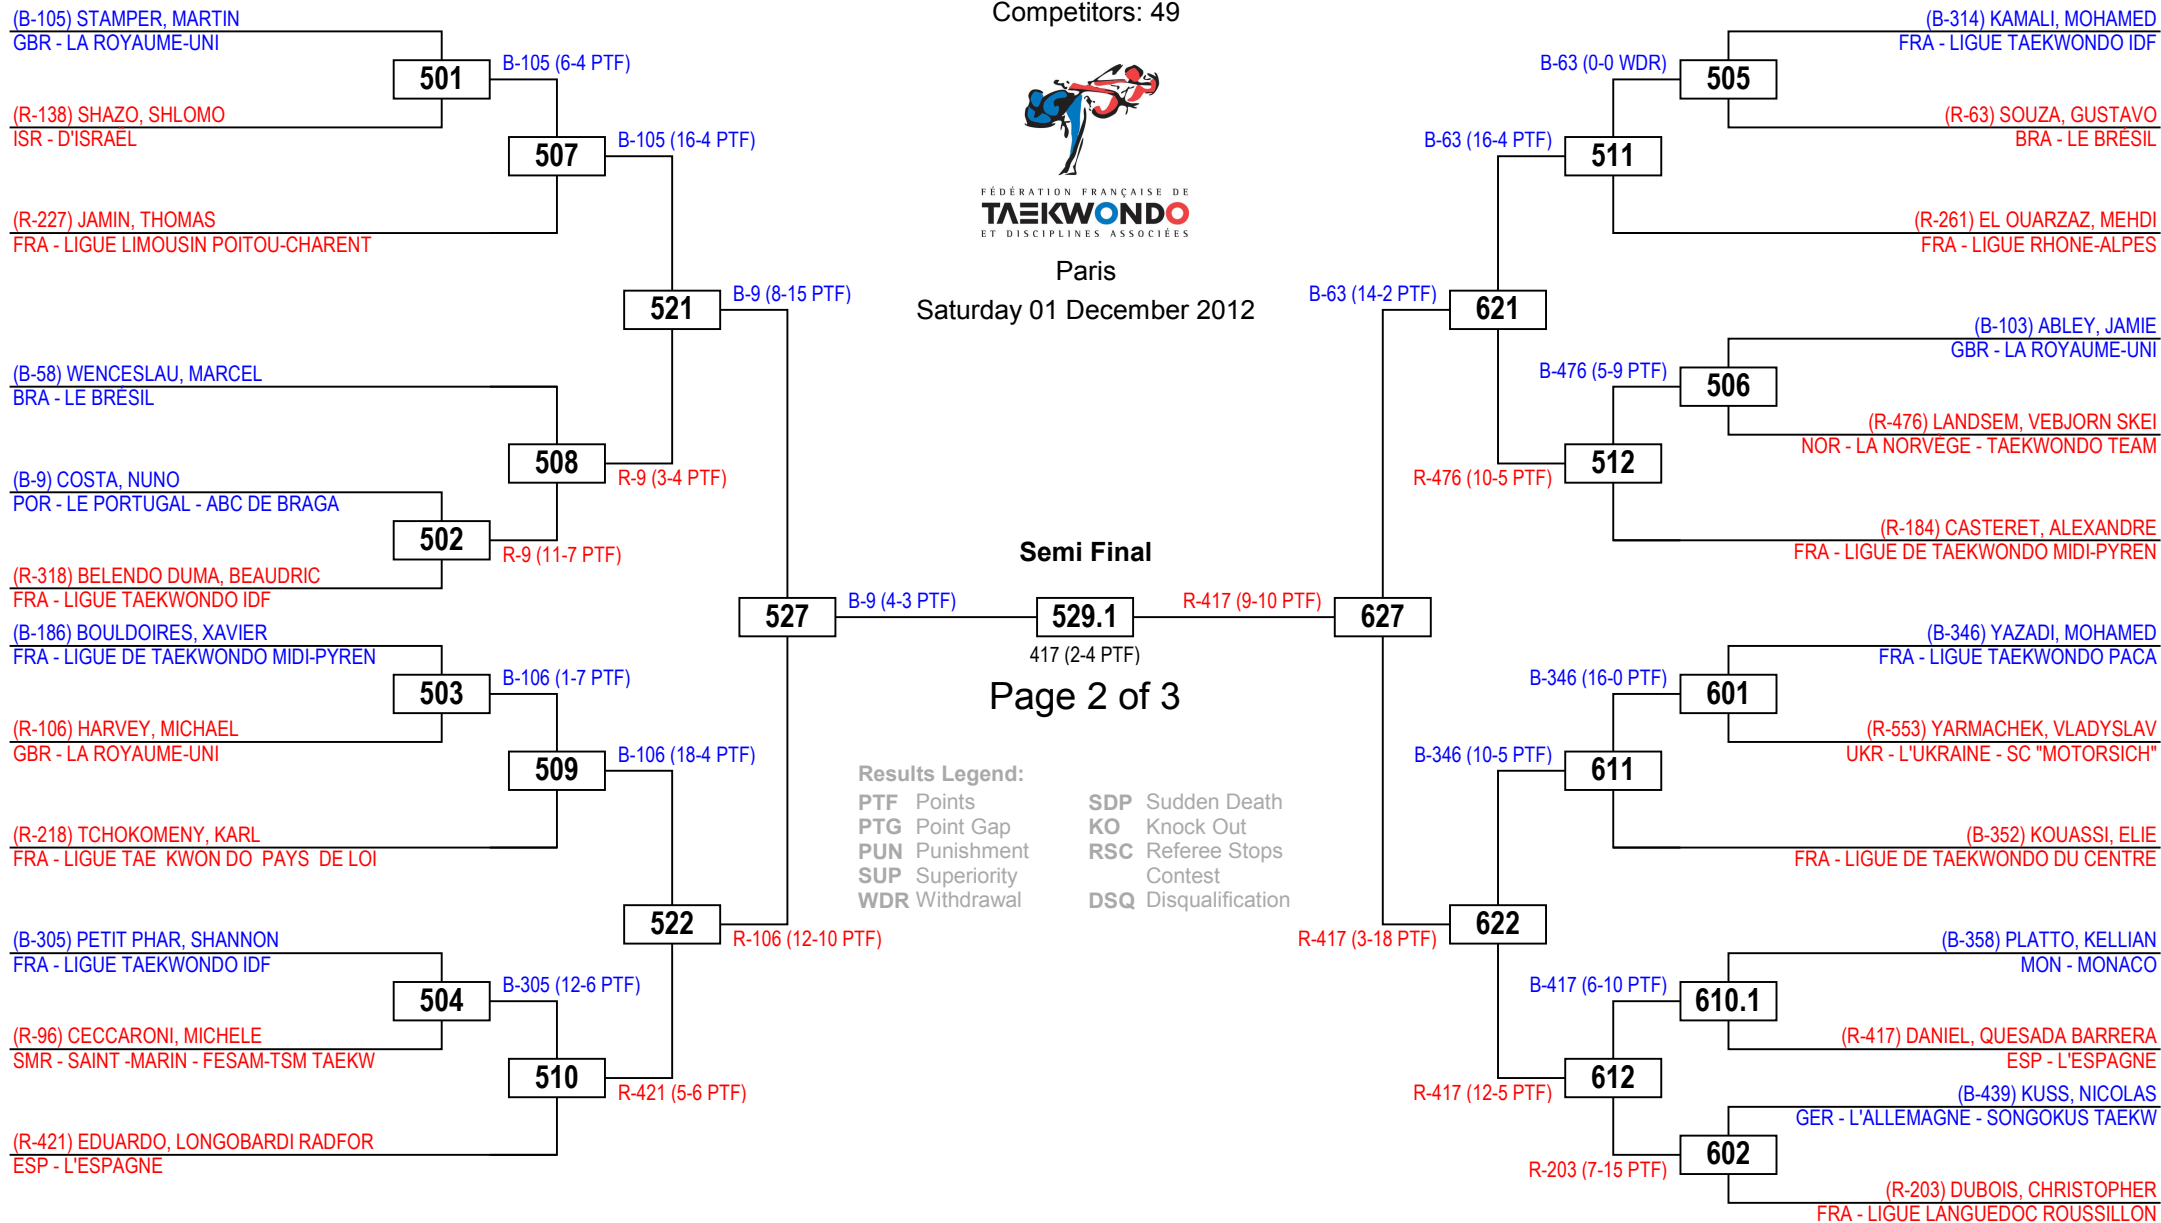 (B-105) STAMPER, MARTIN
GBR - LA ROYAUME-UNI
501
B-105 (6-4 PTF)
(R-138) SHAZO, SHLOMO
ISR - D'ISRAËL
507
B-105 (16-4 PTF)
(R-227) JAMIN, THOMAS
FRA - LIGUE LIMOUSIN POITOU-CHARENT
521
B-9 (8-15 PTF)
(B-58) WENCESLAU, MARCEL
BRA - LE BRÉSIL
508
R-9 (3-4 PTF)
(B-9) COSTA, NUNO
POR - LE PORTUGAL - ABC DE BRAGA
502
R-9 (11-7 PTF)
(R-318) BELENDO DUMA, BEAUDRIC
FRA - LIGUE TAEKWONDO IDF
527
B-9 (4-3 PTF)
(B-186) BOULDOIRES, XAVIER
FRA - LIGUE DE TAEKWONDO MIDI-PYREN
503
B-106 (1-7 PTF)
(R-106) HARVEY, MICHAEL
GBR - LA ROYAUME-UNI
509
B-106 (18-4 PTF)
(R-218) TCHOKOMENY, KARL
FRA - LIGUE TAE KWON DO PAYS DE LOI
522
R-106 (12-10 PTF)
(B-305) PETIT PHAR, SHANNON
FRA - LIGUE TAEKWONDO IDF
504
B-305 (12-6 PTF)
(R-96) CECCARONI, MICHELE
SMR - SAINT -MARIN - FESAM-TSM TAEKW
510
R-421 (5-6 PTF)
(R-421) EDUARDO, LONGOBARDI RADFOR
ESP - L'ESPAGNE
Competitors: 49
FÉDÉRATION FRANÇAISE DE
TAEKWONDO
ET DISCIPLINES ASSOCIÉES
Paris
Saturday 01 December 2012
Semi Final
529.1
417 (2-4 PTF)
Page 2 of 3
Results Legend:
PTF Points
PTG Point Gap
PUN Punishment
SUP Superiority
WDR Withdrawal
SDP Sudden Death
KO Knock Out
RSC Referee Stops
Contest
DSQ Disqualification
(B-314) KAMALI, MOHAMED
FRA - LIGUE TAEKWONDO IDF
B-63 (0-0 WDR)
505
(R-63) SOUZA, GUSTAVO
BRA - LE BRÉSIL
B-63 (16-4 PTF)
511
(R-261) EL OUARZAZ, MEHDI
FRA - LIGUE RHONE-ALPES
B-63 (14-2 PTF)
621
(B-103) ABLEY, JAMIE
GBR - LA ROYAUME-UNI
B-476 (5-9 PTF)
506
(R-476) LANDSEM, VEBJORN SKEI
NOR - LA NORVÈGE - TAEKWONDO TEAM
R-476 (10-5 PTF)
512
(R-184) CASTERET, ALEXANDRE
FRA - LIGUE DE TAEKWONDO MIDI-PYREN
R-417 (9-10 PTF)
627
(B-346) YAZADI, MOHAMED
FRA - LIGUE TAEKWONDO PACA
B-346 (16-0 PTF)
601
(R-553) YARMACHEK, VLADYSLAV
UKR - L'UKRAINE - SC "MOTORSICH"
B-346 (10-5 PTF)
611
(B-352) KOUASSI, ELIE
FRA - LIGUE DE TAEKWONDO DU CENTRE
R-417 (3-18 PTF)
622
(B-358) PLATTO, KELLIAN
MON - MONACO
B-417 (6-10 PTF)
610.1
(R-417) DANIEL, QUESADA BARRERA
ESP - L'ESPAGNE
R-417 (12-5 PTF)
612
(B-439) KUSS, NICOLAS
GER - L'ALLEMAGNE - SONGOKUS TAEKW
R-203 (7-15 PTF)
602
(R-203) DUBOIS, CHRISTOPHER
FRA - LIGUE LANGUEDOC ROUSSILLON